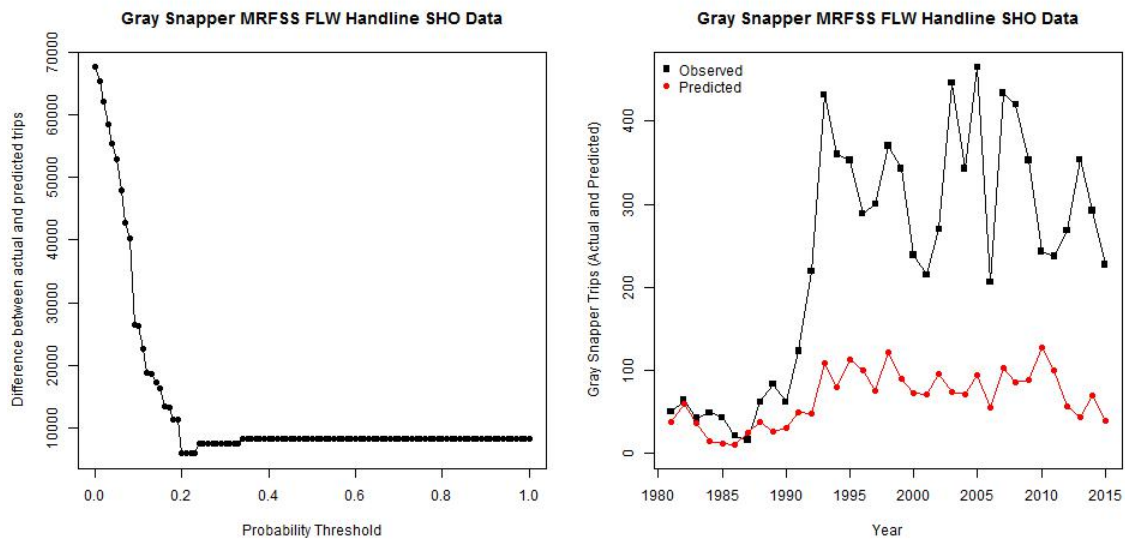 Gray Snapper MRFSS FLW Handline SHO Data
Difference between actual and predicted trips
70000
60000
50000
40000
30000
20000
10000
0.0 0.2 0.4 0.6 0.8 1.0
Probability Threshold
Gray Snapper MRFSS FLW Handline SHO Data
Gray Snapper Trips (Actual and Predicted)
Observed
Predicted
400
300
200
100
0
1980 1985 1990 1995 2000 2005 2010 2015
Year